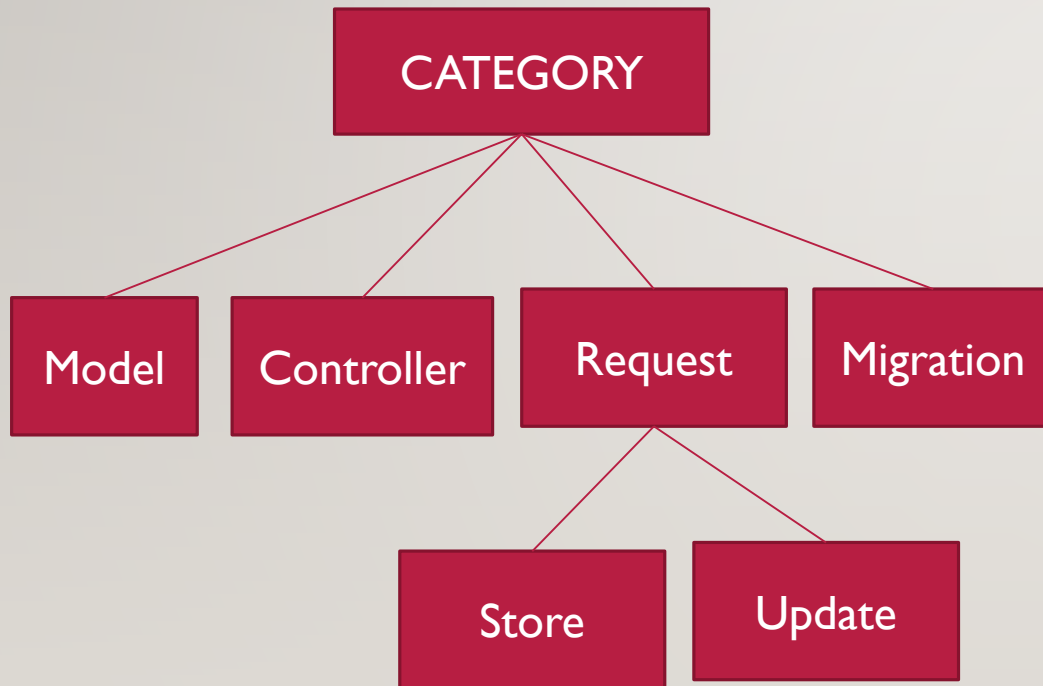 CATEGORY
Model
Controller
Request
Migration
Store
Update